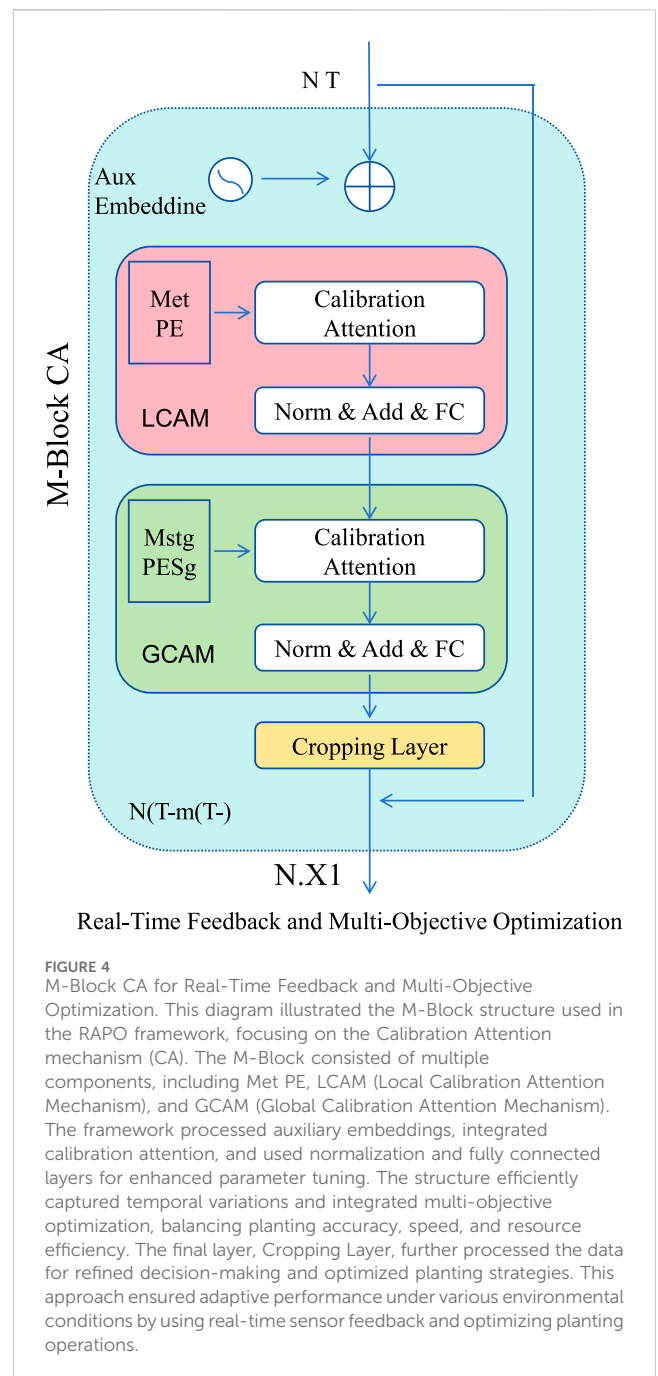 N T
Aux
Embeddine
M-Block CA
Met
PE
Calibration
Attention
LCAM
Norm & Add & FC
Mstg
PESg
Calibration
Attention
GCAM
Norm & Add & FC
Cropping Layer
N(T-m(T-)
N.X1
Real-Time Feedback and Multi-Objective Optimization
FIGURE 4
M-Block CA for Real-Time Feedback and Multi-Objective
Optimization. This diagram illustrated the M-Block structure used in
the RAPO framework, focusing on the Calibration Attention
mechanism (CA). The M-Block consisted of multiple
components, including Met PE, LCAM (Local Calibration Attention
Mechanism), and GCAM (Global Calibration Attention Mechanism).
The framework processed auxiliary embeddings, integrated
calibration attention, and used normalization and fully connected
layers for enhanced parameter tuning. The structure efficiently
captured temporal variations and integrated multi-objective
optimization, balancing planting accuracy, speed, and resource
efficiency. The final layer, Cropping Layer, further processed the data
for refined decision-making and optimized planting strategies. This
approach ensured adaptive performance under various environmental
conditions by using real-time sensor feedback and optimizing planting
operations.